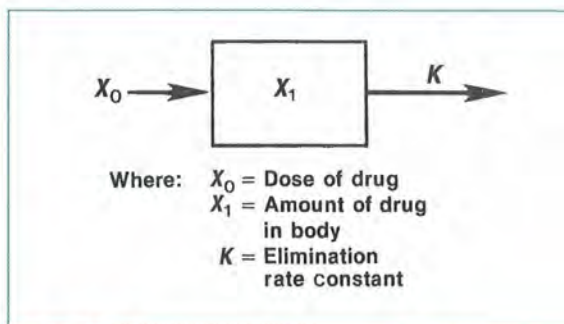 X₀ X₁ K
Where: X₀ = Dose of drug
X₁ = Amount of drug
in body
K = Elimination
rate constant